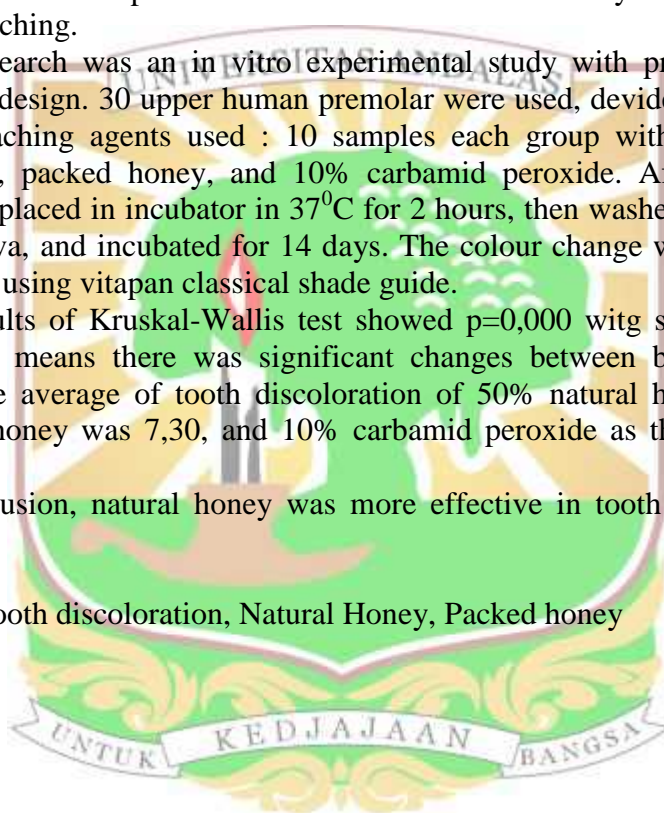 ching.
earch was an in vitro experimental study with pr
design. 30 upper human premolar were used, devide
aching agents used : 10 samples each group with
, packed honey, and 10% carbamid peroxide. A
placed in incubator in 37⁰C for 2 hours, then washe
va, and incubated for 14 days. The colour change w
using vitapan classical shade guide.
ults of Kruskal-Wallis test showed p=0,000 witg s
means there was significant changes between b
e average of tooth discoloration of 50% natural h
honey was 7,30, and 10% carbamid peroxide as th
usion, natural honey was more effective in tooth
ooth discoloration, Natural Honey, Packed honey
UNIVERSITAS ANDALAS
UNTUK KEDJAJAAN BANGSA